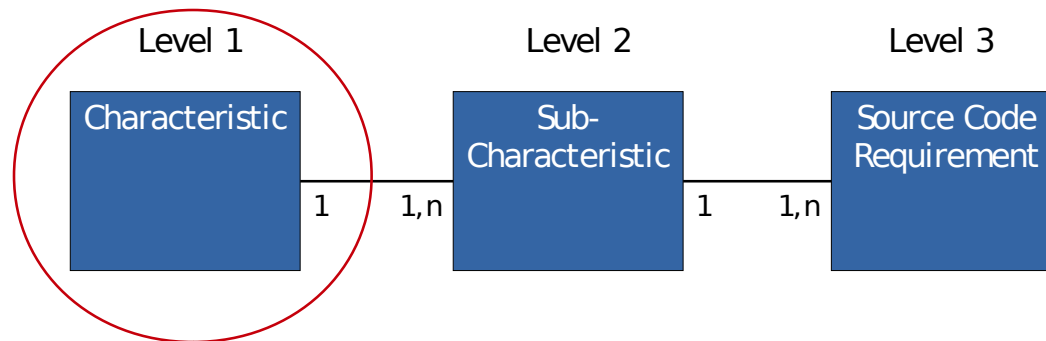 Level 1
Level 2
Level 3
Characteristic
Sub-
Characteristic
Source Code
Requirement
1
1,n
1
1,n